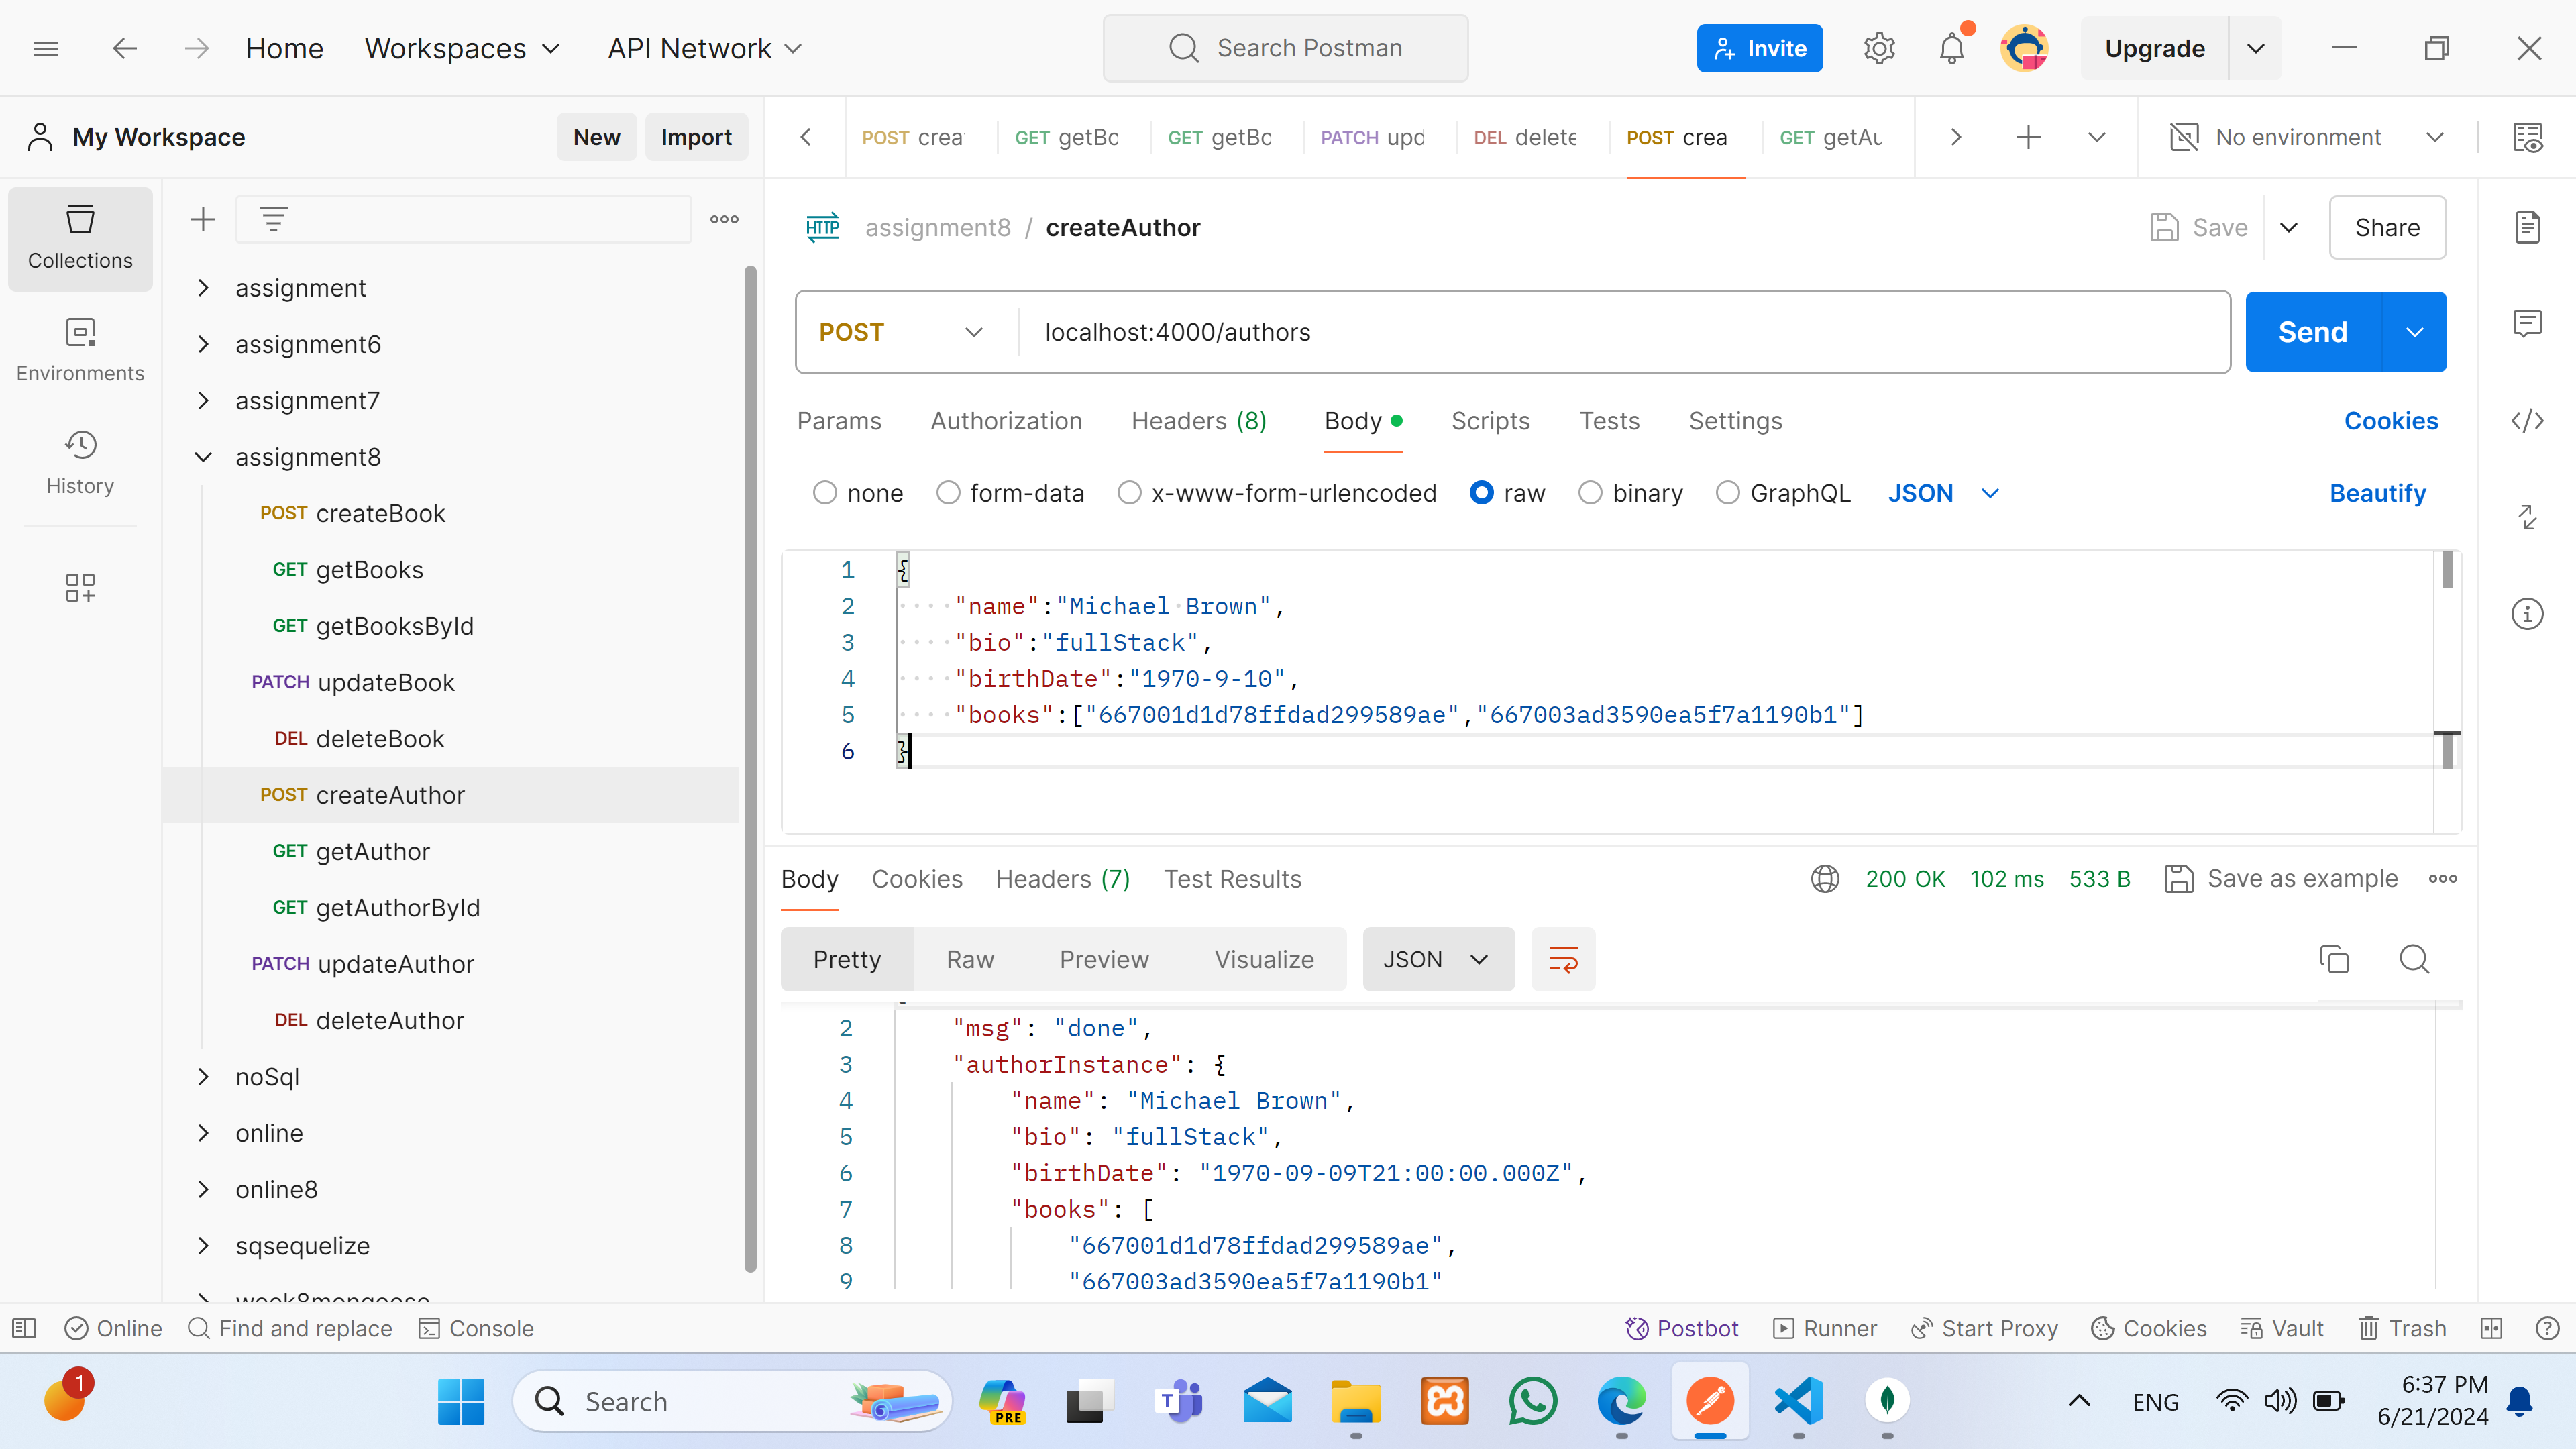 Home Workspaces API Network Search Postman Invite Upgrade
My Workspace New Import
POST crea GET getBc GET getBc PATCH upd DEL delete POST crea GET getAu No environment
Collections
Environments
History
assignment
assignment6
assignment7
assignment8
POST createBook
GET getBooks
GET getBooksById
PATCH updateBook
DEL deleteBook
POST createAuthor
GET getAuthor
GET getAuthorById
PATCH updateAuthor
DEL deleteAuthor
noSql
online
online8
sqsequelize
HTTP assignment8 / createAuthor Save Share
POST localhost:4000/authors Send
Params Authorization Headers (8) Body Scripts Tests Settings Cookies
none form-data x-www-form-urlencoded raw binary GraphQL JSON Beautify
1 {
2 "name":"Michael Brown",
3 "bio":"fullStack",
4 "birthDate":"1970-9-10",
5 "books":["667001d1d78ffdad299589ae","667003ad3590ea5f7a1190b1"]
6 }
Body Cookies Headers (7) Test Results 200 OK 102 ms 533 B Save as example
Pretty Raw Preview Visualize JSON
2 "msg": "done",
3 "authorInstance": {
4 "name": "Michael Brown",
5 "bio": "fullStack",
6 "birthDate": "1970-09-09T21:00:00.000Z",
7 "books": [
8 "667001d1d78ffdad299589ae",
9 "667003ad3590ea5f7a1190b1"
Online Find and replace Console Postbot Runner Start Proxy Cookies Vault Trash
1 Search PRE T ENG 6:37 PM
6/21/2024